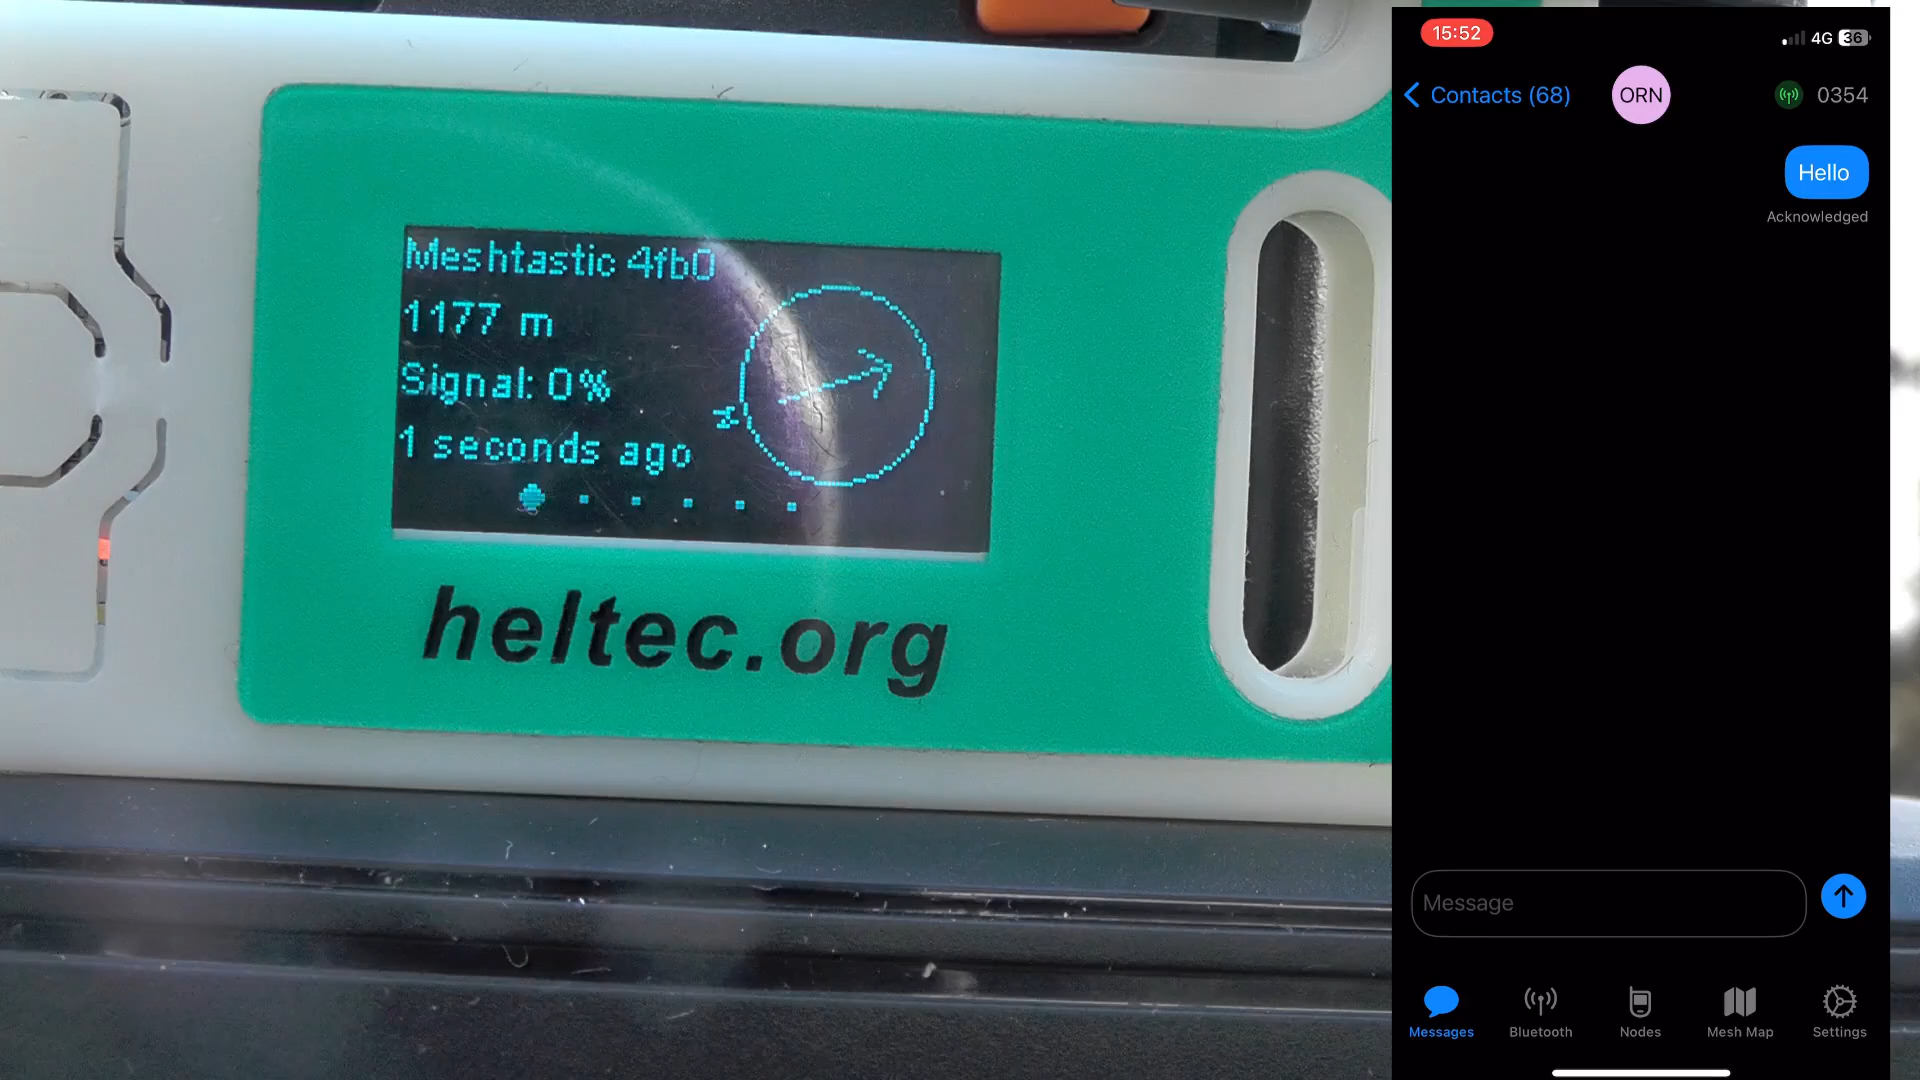 Meshtastic 4fb0
1177 m
Signal: 0%
1 seconds ago
N
heltec.org
15:52
4G 36
Contacts (68)
ORN
0354
Hello
Acknowledged
Message
Messages
Bluetooth
Nodes
Mesh Map
Settings